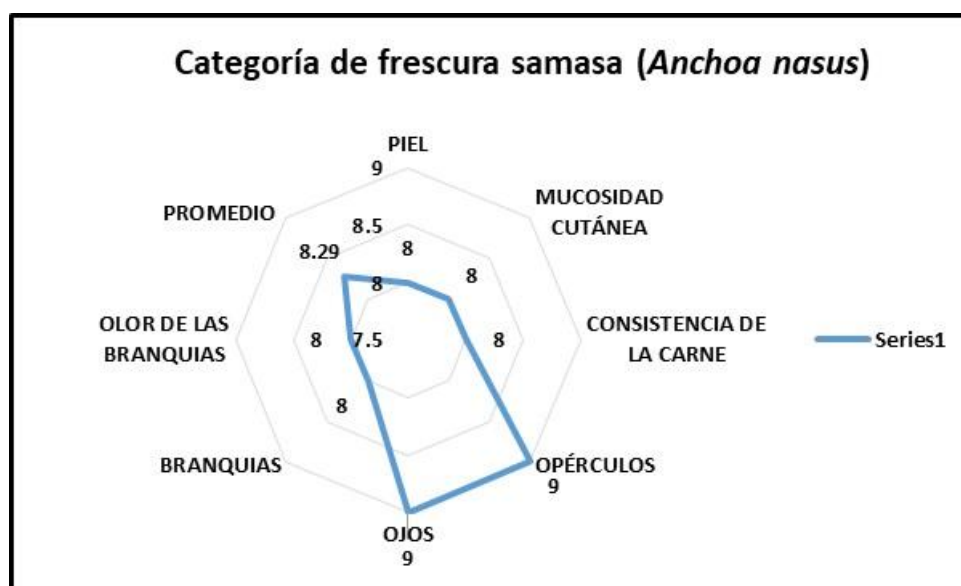 Categoría de frescura samasa (Anchoa nasus)
PIEL
9
MUCOSIDAD
CUTÁNEA
PROMEDIO
8.5
8.29
8
8
8
OLOR DE LAS
BRANQUIAS
8
7.5
8
CONSISTENCIA DE
LA CARNE
Series1
8
BRANQUIAS
OPÉRCULOS
9
OJOS
9